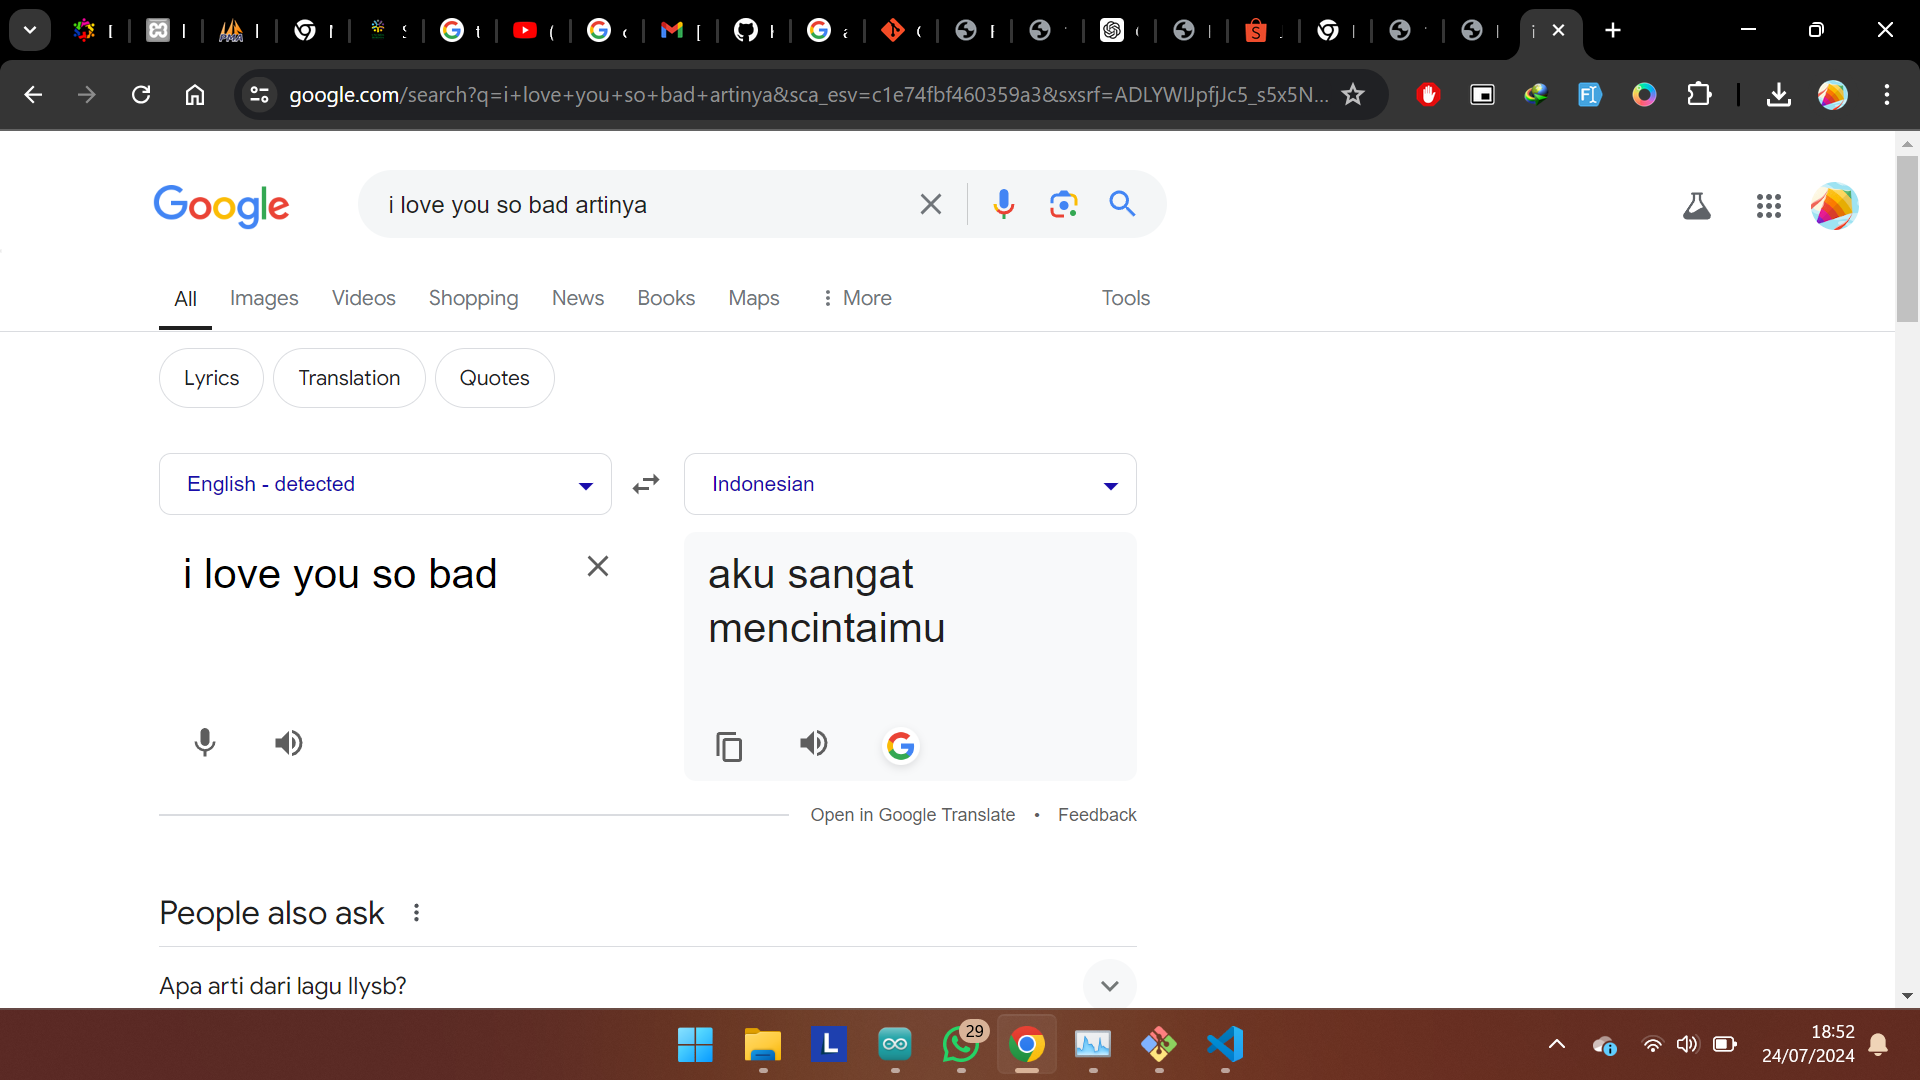 google.com/search?q=i+love+you+so+bad+artinya&sca_esv=c1e74fbf460359a3&sxsrf=ADLYWIJpfjJc5_s5x5N...
Google
i love you so bad artinya
All Images Videos Shopping News Books Maps More Tools
Lyrics Translation Quotes
English - detected Indonesian
i love you so bad
aku sangat
mencintaimu
Open in Google Translate • Feedback
People also ask
Apa arti dari lagu Ilysb?
29
18:52
24/07/2024